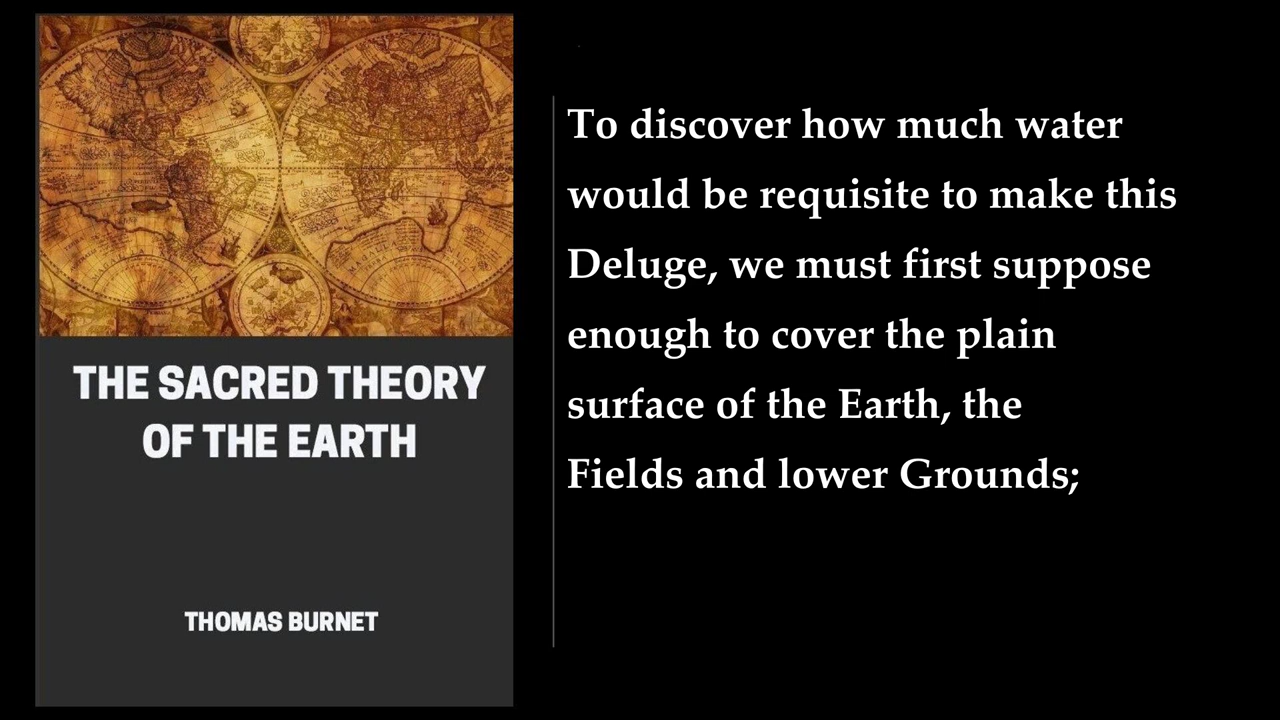 THE SACRED THEORY
OF THE EARTH
THOMAS BURNET
To discover how much water
would be requisite to make this
Deluge, we must first suppose
enough to cover the plain
surface of the Earth, the
Fields and lower Grounds;